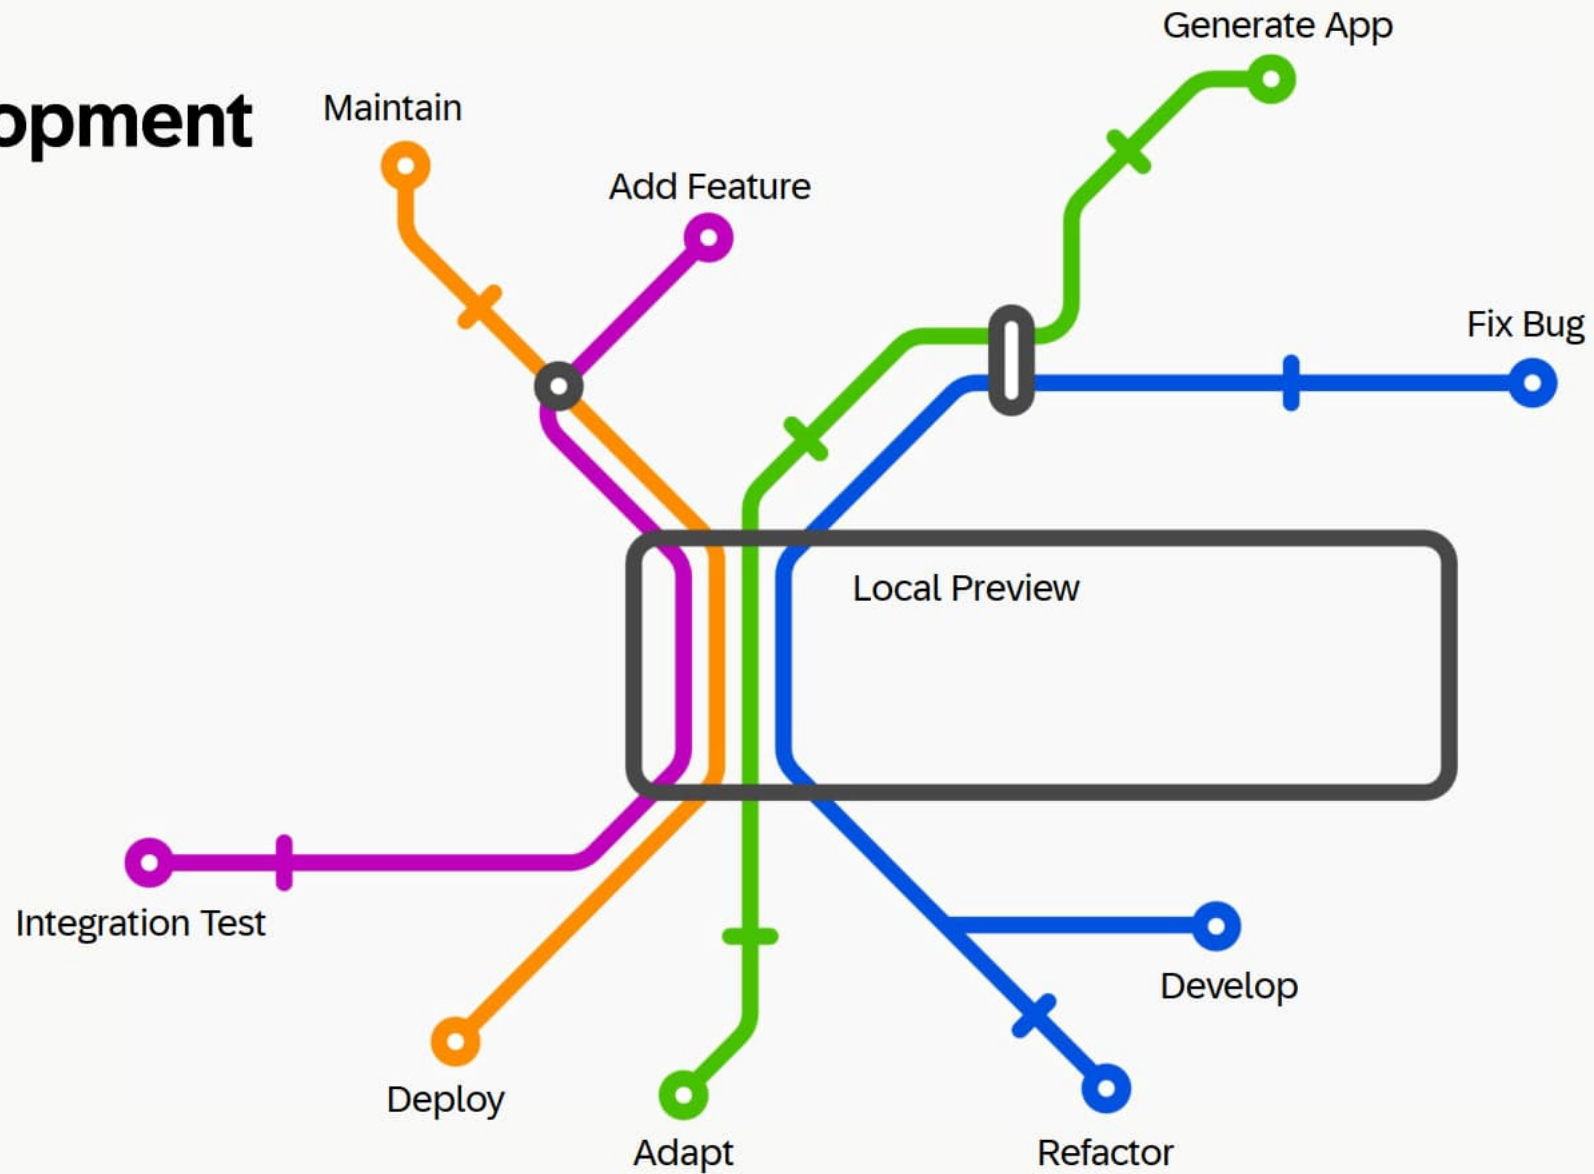 Generate App
opment
Maintain
Add Feature
Fix Bug
Local Preview
Integration Test
Develop
Deploy
Adapt
Refactor